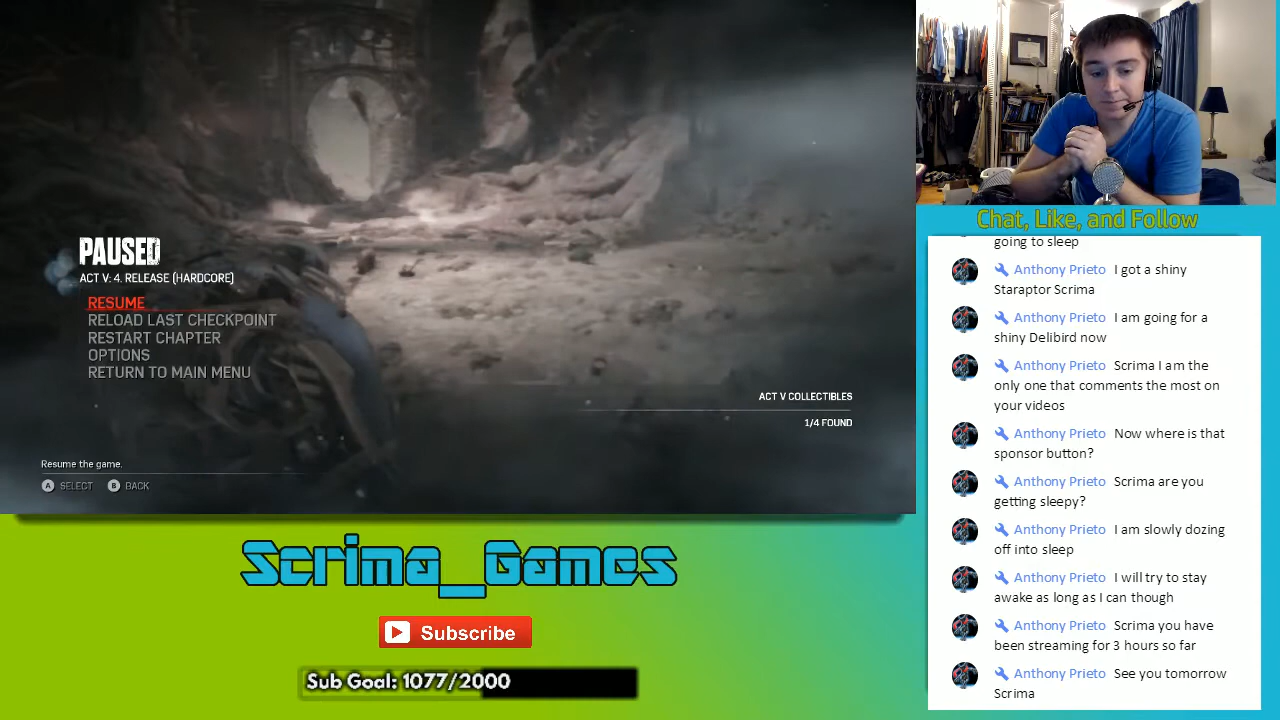 PAUSED
ACT V: 4. RELEASE (HARDCORE)
RESUME
RELOAD LAST CHECKPOINT
RESTART CHAPTER
OPTIONS
RETURN TO MAIN MENU
ACT V COLLECTIBLES
1/4 FOUND
Resume the game.
A SELECT B BACK
Scrima_Games
Subscribe
Sub Goal: 1077/2000
Chat, Like, and Follow
going to sleep
Anthony Prieto I got a shiny
Staraptor Scrima
Anthony Prieto I am going for a
shiny Delibird now
Anthony Prieto Scrima I am the
only one that comments the most on
your videos
Anthony Prieto Now where is that
sponsor button?
Anthony Prieto Scrima are you
getting sleepy?
Anthony Prieto I am slowly dozing
off into sleep
Anthony Prieto I will try to stay
awake as long as I can though
Anthony Prieto Scrima you have
been streaming for 3 hours so far
Anthony Prieto See you tomorrow
Scrima